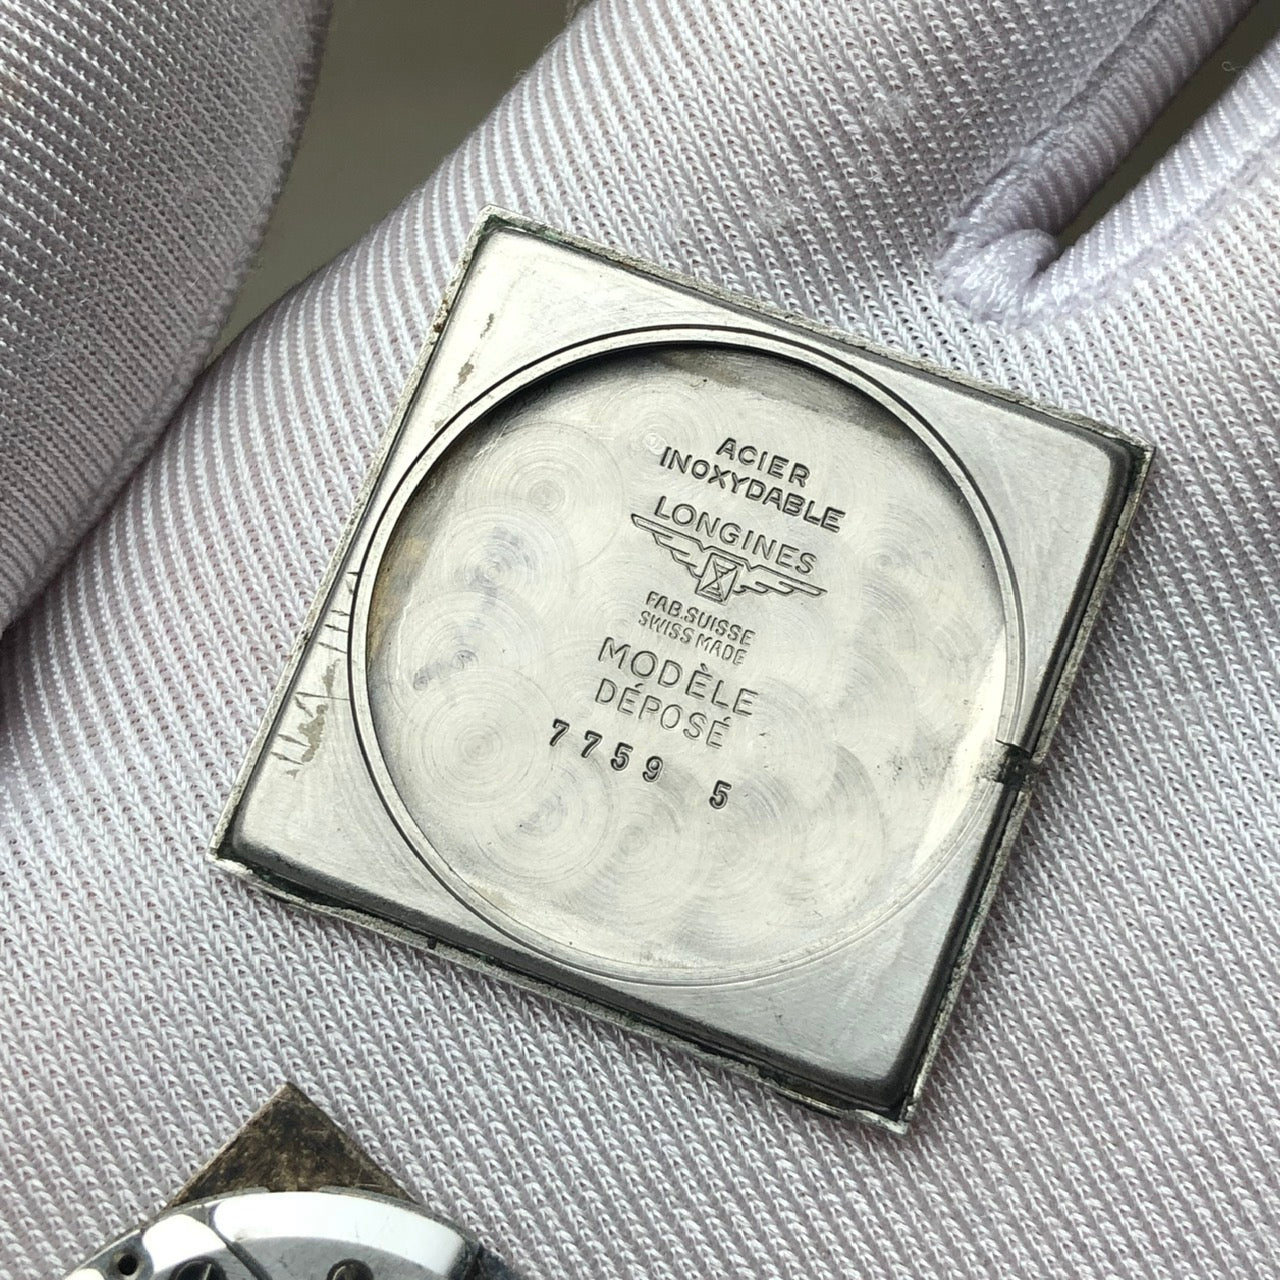 ACIER
INOXYDABLE
LONGINES
FAB.SUISSE
SWISS MADE
MODÈLE
DÉPOSÉ
7759 5